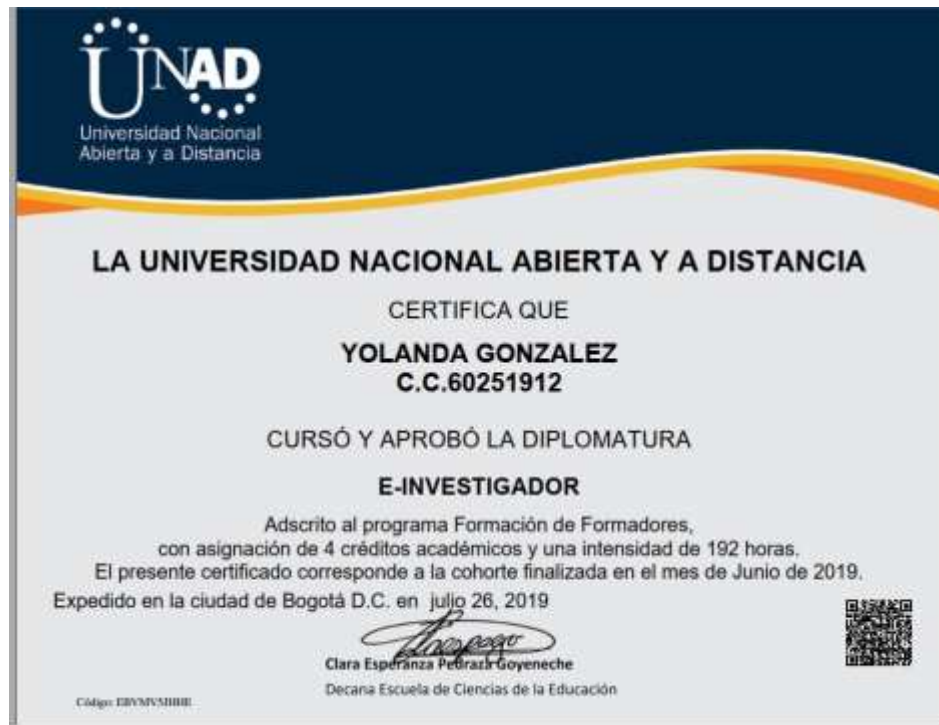 UNAD
Universidad Nacional
Abierta y a Distancia
LA UNIVERSIDAD NACIONAL ABIERTA Y A DISTANCIA
CERTIFICA QUE
YOLANDA GONZALEZ
C.C.60251912
CURSÓ Y APROBÓ LA DIPLOMATURA
E-INVESTIGADOR
Adscrito al programa Formación de Formadores,
con asignación de 4 créditos académicos y una intensidad de 192 horas.
El presente certificado corresponde a la cohorte finalizada en el mes de Junio de 2019.
Expedido en la ciudad de Bogotá D.C. en julio 26, 2019
Clara Esperanza Pedraza Goyeneche
Decana Escuela de Ciencias de la Educación
Código: